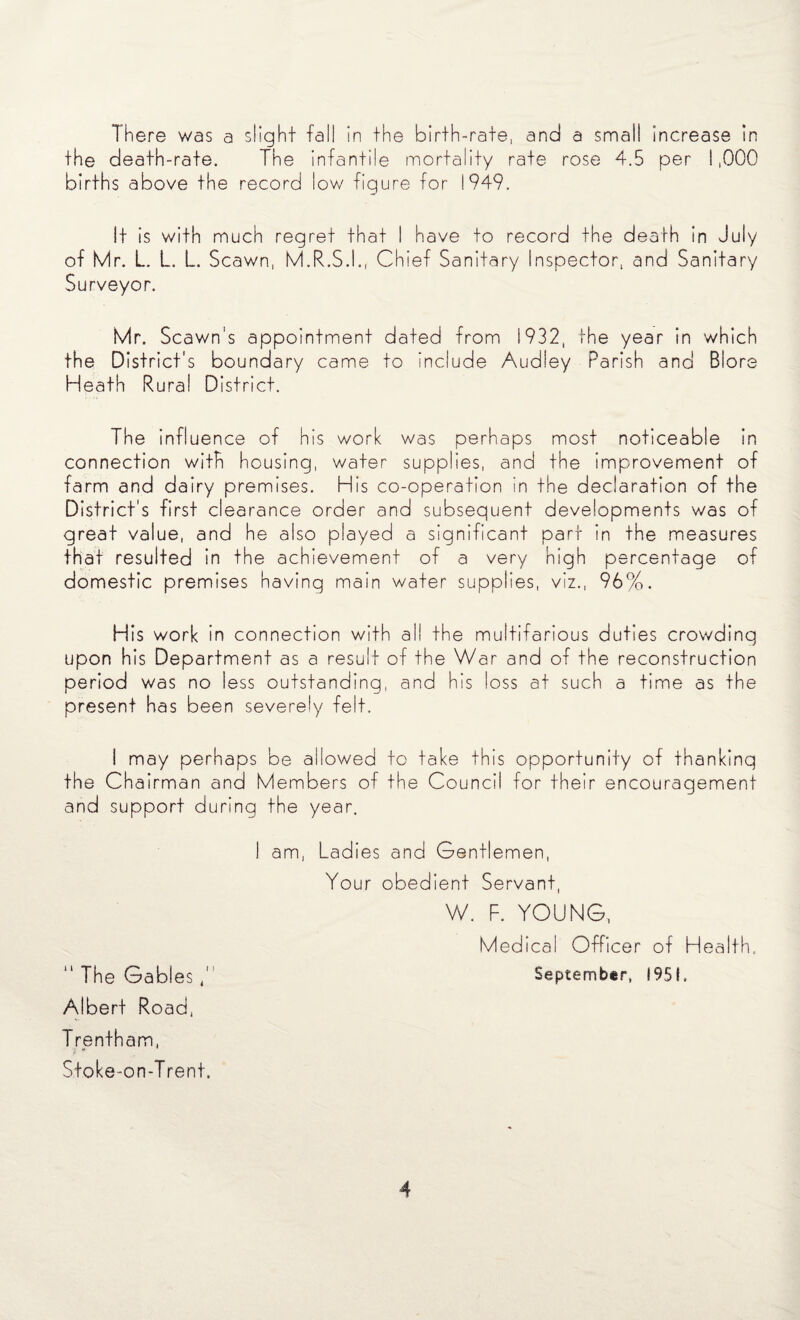 There was a slight fall in the birth-rate, and a small increase in
the death-rate. The infantile mortality rate rose 4.5 per 1,000
births above the record low figure for 1949.
It is with much regret that I have to record the death in July
of Mr. L. L. L. Scawn, M.R.S.I., Chief Sanitary Inspector, and Sanitary
Surveyor.
Mr. Scawn's appointment dated from 1932, the year in which
the District's boundary came to include Audley Parish and Blore
Heath Rural District.
The influence of his work was perhaps most noticeable in
connection with housing, water supplies, and the improvement of
farm and dairy premises. His co-operation in the declaration of the
District's first clearance order and subsequent developments was of
great value, and he also played a significant part in the measures
that resulted in the achievement of a very high percentage of
domestic premises having main water supplies, viz., 96%.
His work in connection with all the multifarious duties crowding
upon his Department as a result of the War and of the reconstruction
period was no less outstanding, and his loss at such a time as the
present has been severely felt.
I may perhaps be allowed to take this opportunity of thanking
the Chairman and Members of the Council for their encouragement
and support during the year.
I am, Ladies and Gentlemen,
Your obedient Servant,
W. F. YOUNG,
Medical Officer of Health.
"The Gables," September, 1951.
Albert Road,
Trentham,
Stoke-on-Trent.
4